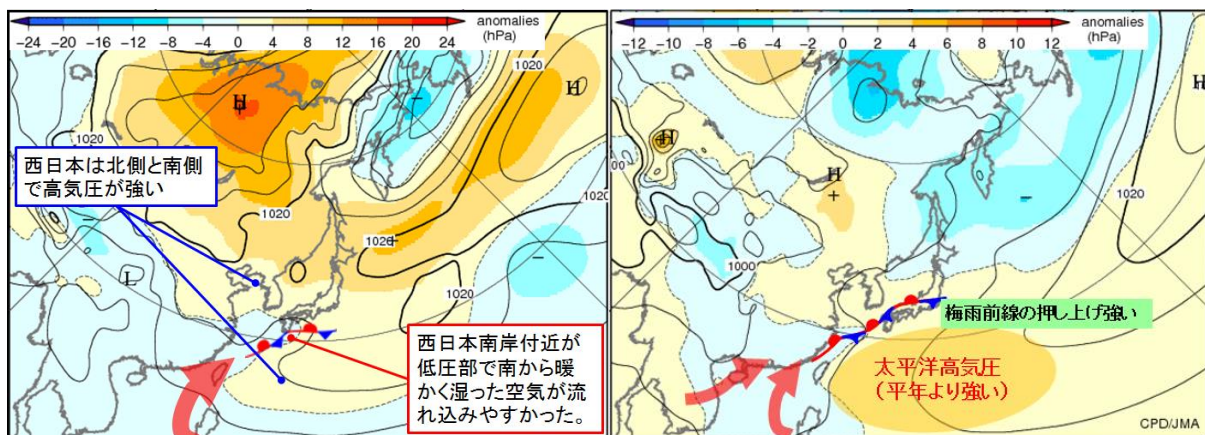 anomalies
(hPa)
-24 -20 -16 -12 -8 -4 0 4 8 12 16 20 24
H
1020
H
1020
西日本は北側と南側
で高気圧が強い
1020
1020
L
1020
西日本南岸付近が
低圧部で南から暖
かく湿った空気が流
れ込みやすかった。
anomalies
(hPa)
-12 -10 -8 -6 -4 -2 0 2 4 6 8 10 12
H
H
H
1020
1000
梅雨前線の押し上げ強い
太平洋高気圧
(平年より強い)
CPD/JMA